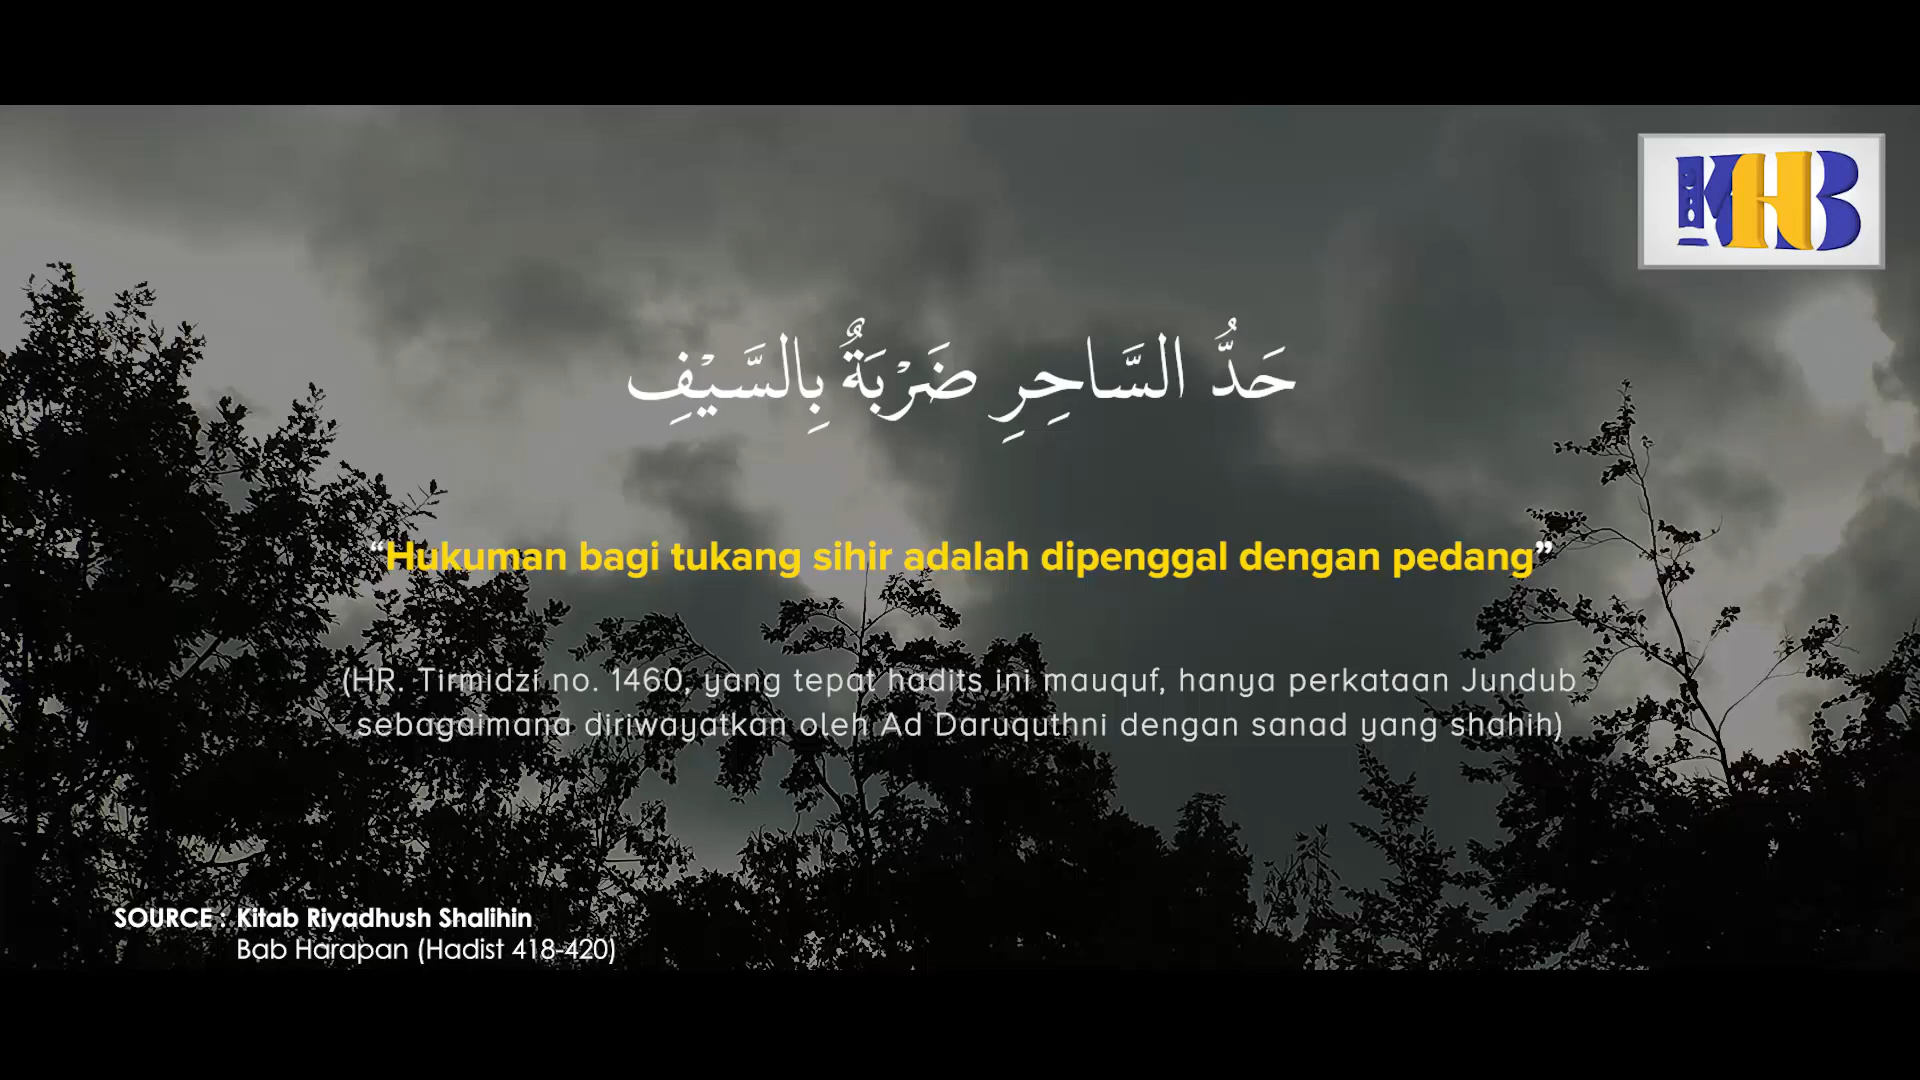 KHB
حَدُّ السَّاحِرِ ضَرْبَةٌ بِالسَّيْفِ
“Hukuman bagi tukang sihir adalah dipenggal dengan pedang”
(HR. Tirmidzi no. 1460, yang tepat hadits ini mauquf, hanya perkataan Jundub
sebagaimana diriwayatkan oleh Ad Daruquthni dengan sanad yang shahih)
SOURCE : Kitab Riyadhush Shalihin
Bab Harapan (Hadist 418-420)